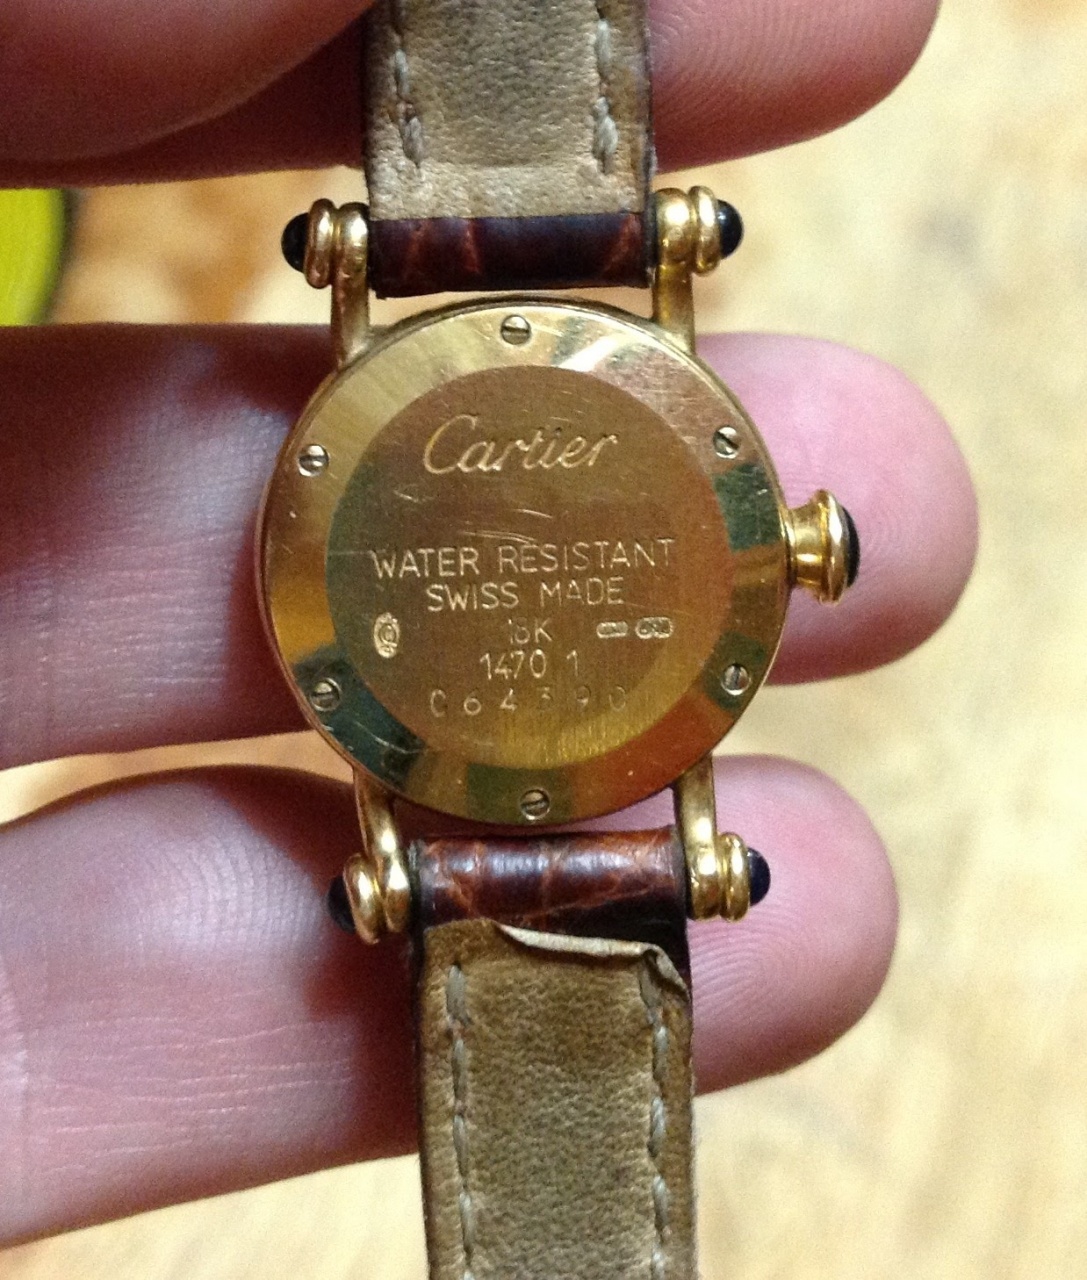 Cartier
WATER RESISTANT
SWISS MADE
18K
1470 1
C64390